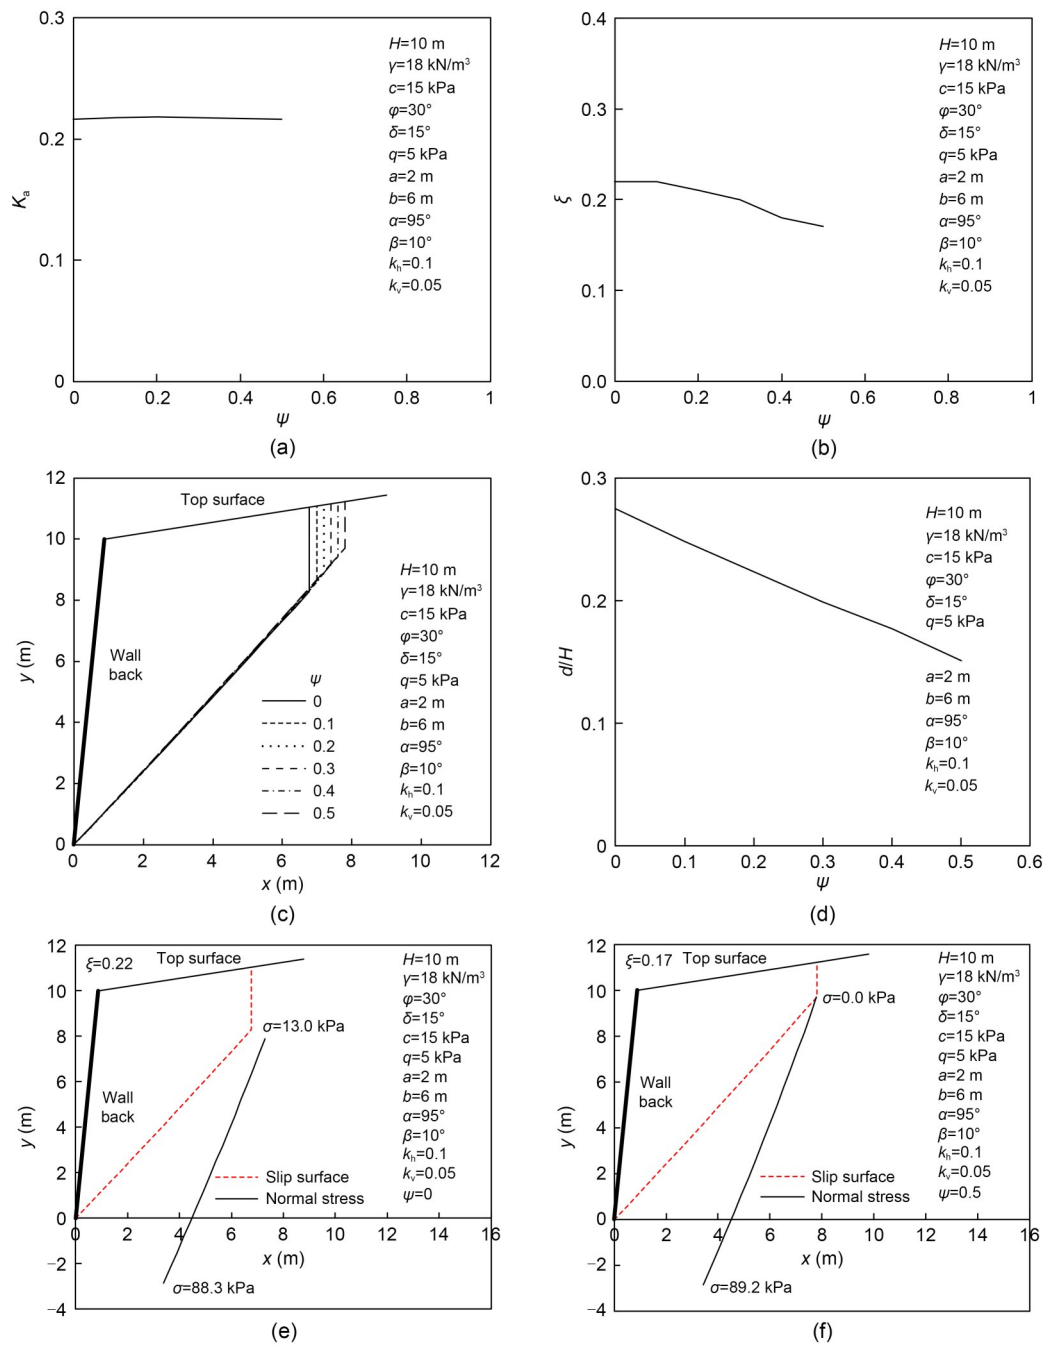 0.3
0.2
0.1
0
Kₐ
H=10 m
γ=18 kN/m³
c=15 kPa
φ=30°
δ=15°
q=5 kPa
a=2 m
b=6 m
α=95°
β=10°
kₕ=0.1
kᵥ=0.05
0 0.2 0.4 0.6 0.8 1
ψ
(a)
0.4
0.3
0.2
0.1
0.0
ξ
H=10 m
γ=18 kN/m³
c=15 kPa
φ=30°
δ=15°
q=5 kPa
a=2 m
b=6 m
α=95°
β=10°
kₕ=0.1
kᵥ=0.05
0 0.2 0.4 0.6 0.8 1
ψ
(b)
12
10
8
6
4
2
0
y (m)
Top surface
Wall
back
ψ
0
0.1
0.2
0.3
0.4
0.5
H=10 m
γ=18 kN/m³
c=15 kPa
φ=30°
δ=15°
q=5 kPa
a=2 m
b=6 m
α=95°
β=10°
kₕ=0.1
kᵥ=0.05
0 2 4 6 8 10 12
x (m)
(c)
0.3
0.2
0.1
0
d/H
H=10 m
γ=18 kN/m³
c=15 kPa
φ=30°
δ=15°
q=5 kPa
a=2 m
b=6 m
α=95°
β=10°
kₕ=0.1
kᵥ=0.05
0 0.1 0.2 0.3 0.4 0.5 0.6
ψ
(d)
12
10
8
6
4
2
0
−2
−4
y (m)
ξ=0.22
Top surface
σ=13.0 kPa
Wall
back
Slip surface
Normal stress
H=10 m
γ=18 kN/m³
φ=30°
δ=15°
c=15 kPa
q=5 kPa
a=2 m
b=6 m
α=95°
β=10°
kₕ=0.1
kᵥ=0.05
ψ=0
0 2 4 6 8 10 12 14 16
x (m)
σ=88.3 kPa
(e)
12
10
8
6
4
2
0
−2
−4
y (m)
ξ=0.17
Top surface
σ=0.0 kPa
Wall
back
Slip surface
Normal stress
H=10 m
γ=18 kN/m³
φ=30°
δ=15°
c=15 kPa
q=5 kPa
a=2 m
b=6 m
α=95°
β=10°
kₕ=0.1
kᵥ=0.05
ψ=0.5
0 2 4 6 8 10 12 14 16
x (m)
σ=89.2 kPa
(f)